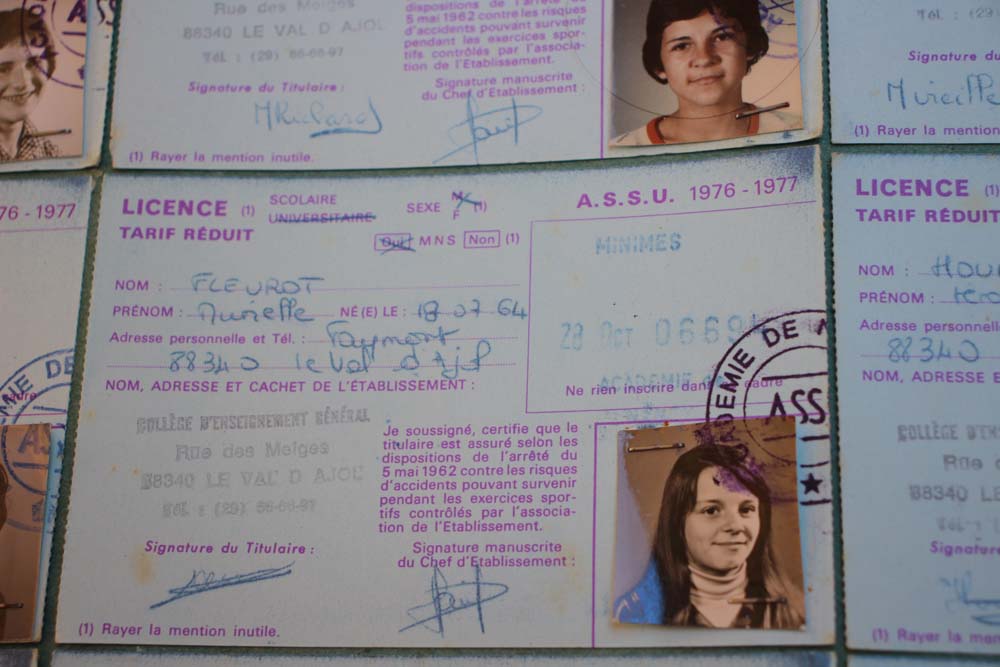 Rue des Meiges
88340 LE VAL D AJOL
Tél. : (29) 66-66-97
Signature du Titulaire :
(1) Rayer la mention inutile.
dispositions de l'arrêté du
5 mai 1962 contre les risques
d'accidents pouvant survenir
pendant les exercices spor-
tifs contrôlés par l'associa-
tion de l'Etablissement.
Signature manuscrite
du Chef d'Etablissement :
Tél. : (29)
Signature du
Mireille
(1) Rayer la mention
76 - 1977
LICENCE (1)
TARIF RÉDUIT
SCOLAIRE
UNIVERSITAIRE
SEXE M F (1)
Oui MNS Non (1)
A.S.S.U. 1976 - 1977
MINIMES
NOM : FLEUROT
PRÉNOM : Murielle NÉ(E) LE : 18 07 64
Adresse personnelle et Tél. : Faymont
88340 le Val d'Ajol
28 Oct
ACADEMIE
Ne rien inscrire dans ce cadre
NOM, ADRESSE ET CACHET DE L'ÉTABLISSEMENT :
COLLÈGE D'ENSEIGNEMENT GÉNÉRAL
Rue des Meiges
88340 LE VAL D AJOL
Tél. : (29) 66-66-97
Je soussigné, certifie que le
titulaire est assuré selon les
dispositions de l'arrêté du
5 mai 1962 contre les risques
d'accidents pouvant survenir
pendant les exercices spor-
tifs contrôlés par l'associa-
tion de l'Etablissement.
ASS
Signature du Titulaire :
Signature manuscrite
du Chef d'Etablissement :
(1) Rayer la mention inutile.
LICENCE (1)
TARIF RÉDUIT
NOM :
PRÉNOM :
Adresse personnelle
88340
NOM, ADRESSE E
COLLÈGE D'EN
Rue
88340 L
Signature
(1) Rayer la men